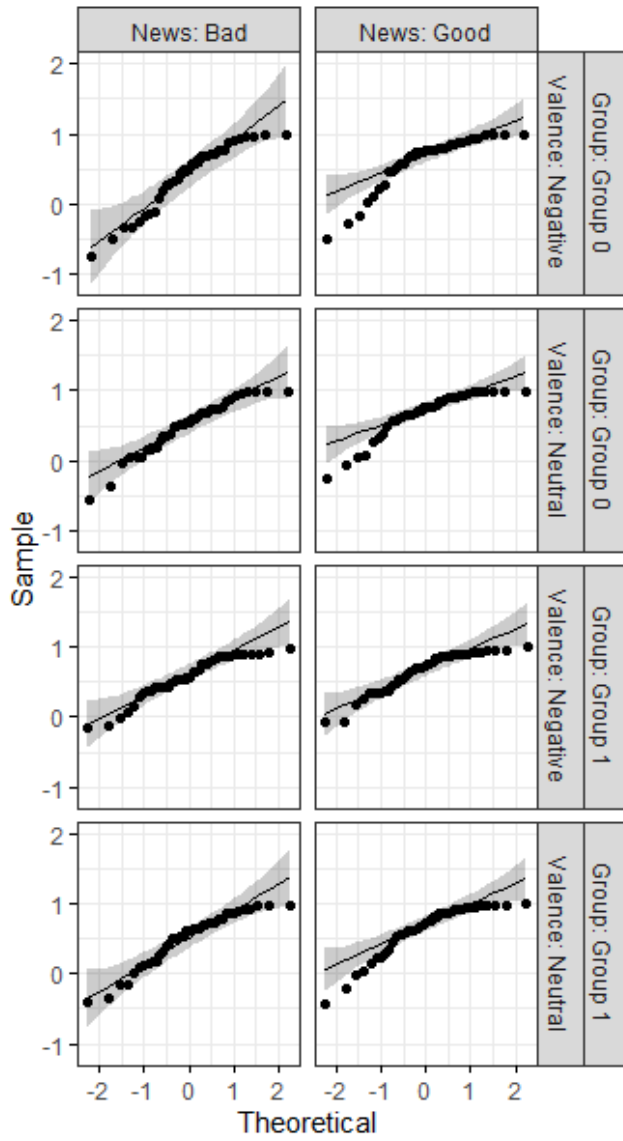 News: Bad
News: Good
2
1
0
-1
Valence: Negative
Group: Group 0
2
1
0
-1
Valence: Neutral
Group: Group 0
2
1
0
-1
Valence: Negative
Group: Group 1
2
1
0
-1
Valence: Neutral
Group: Group 1
Sample
-2 -1 0 1 2
-2 -1 0 1 2
Theoretical